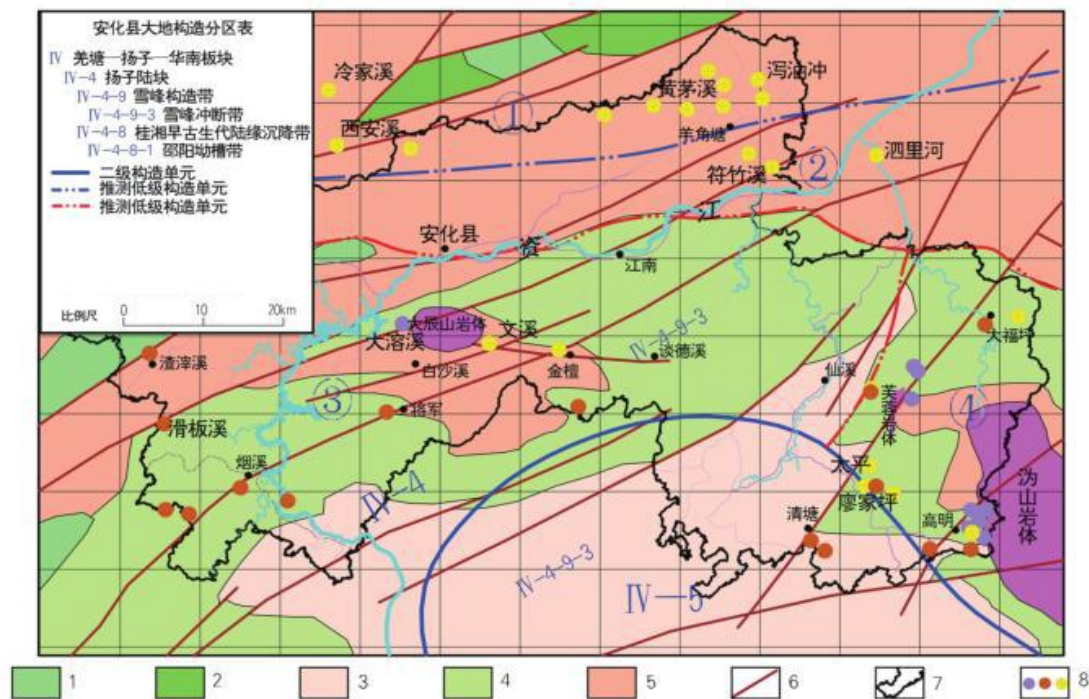 安化县大地构造分区表
Ⅳ 羌塘—扬子—华南板块
Ⅳ-4 扬子陆块
Ⅳ-4-9 雪峰构造带
Ⅳ-4-9-3 雪峰冲断带
Ⅳ-4-8 桂湘早古生代陆缘沉降带
Ⅳ-4-8-1 邵阳坳槽带
二级构造单元
推测低级构造单元
推测低级构造单元
比例尺 0 10 20km
冷家溪
西安溪
①
黄茅溪
泻油冲
羊角塘
符竹溪
②
泗里河
安化县
资
江
江南
大辰山岩体
文溪
大溶溪
白沙溪
金檀
Ⅳ-4-9-3
谈德溪
仙溪
大福坪
渣滓溪
③
将军
芙蓉岩体
④
滑板溪
烟溪
Ⅳ-4
太平
廖家坪
清塘
高明
沩山岩体
Ⅳ-4-9-3
Ⅳ—5
1 2 3 4 5 6 7 8